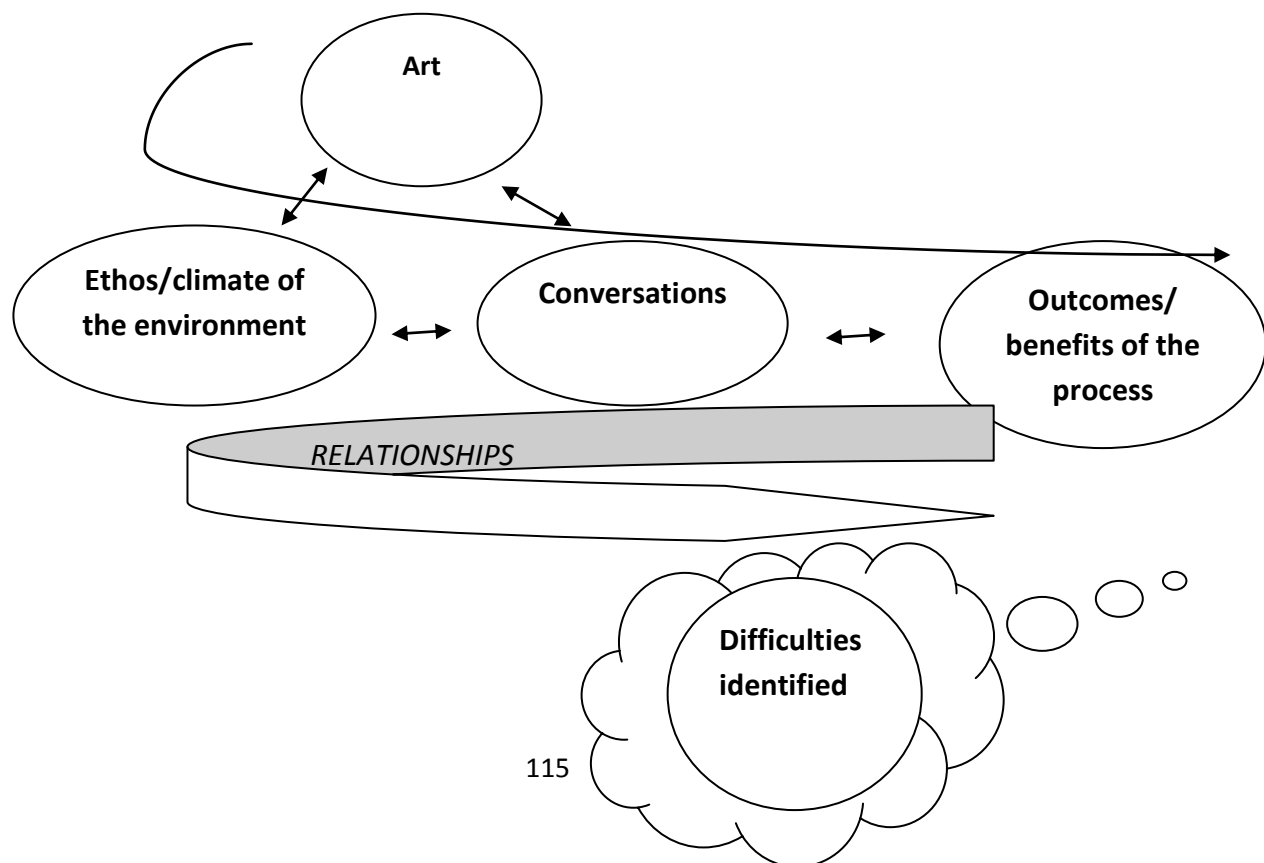 Art
Ethos/climate of
the environment
Conversations
Outcomes/
benefits of the
process
RELATIONSHIPS
Difficulties
identified
115